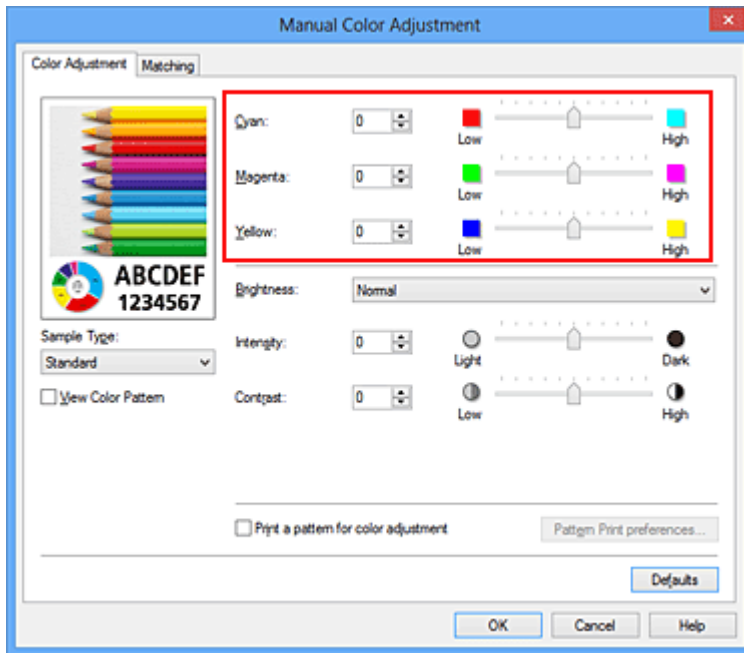 Manual Color Adjustment
Color Adjustment Matching
Cyan: 0 Low High
Magenta: 0 Low High
Yellow: 0 Low High
ABCDEF
1234567
Brightness: Normal
Sample Type:
Standard
Intensity: 0 Light Dark
View Color Pattern
Contrast: 0 Low High
Print a pattern for color adjustment Pattern Print preferences...
Defaults
OK Cancel Help